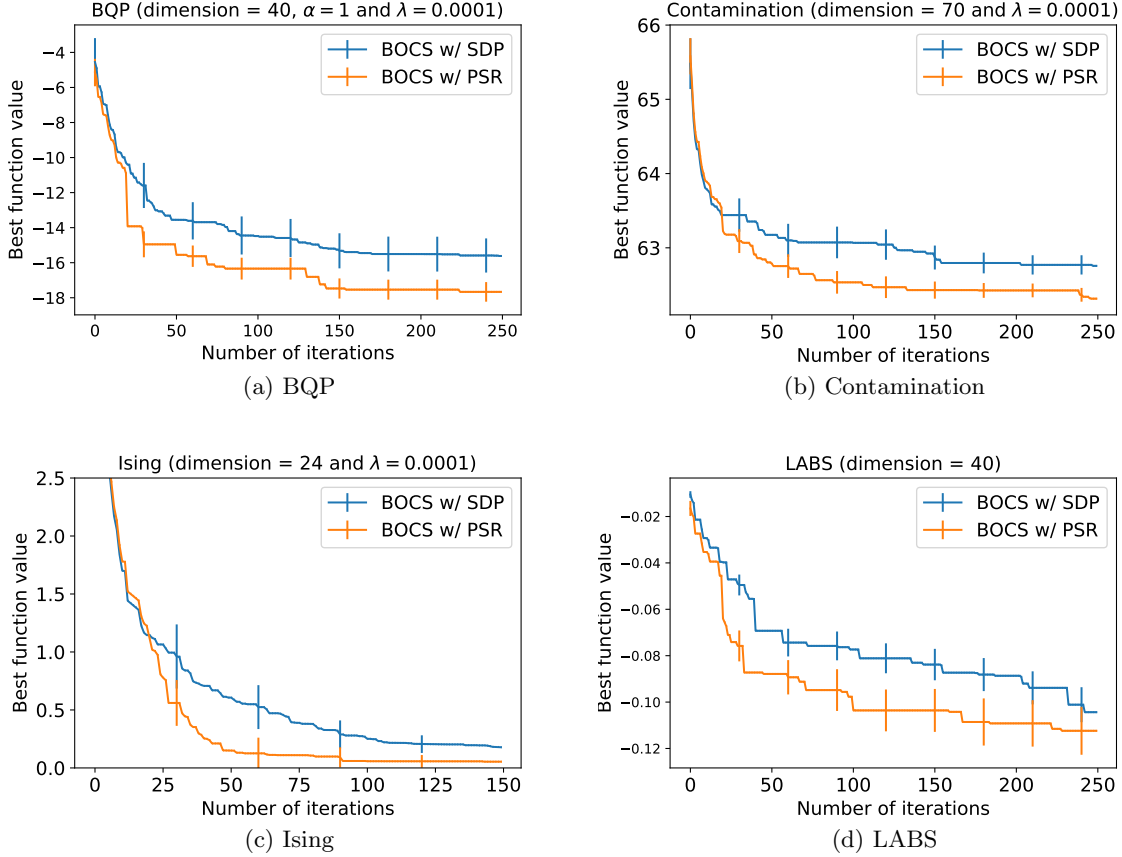 BQP (dimension = 40, α = 1 and λ = 0.0001)
Best function value
−4
−6
−8
−10
−12
−14
−16
−18
BOCS w/ SDP
BOCS w/ PSR
0 50 100 150 200 250
Number of iterations
(a) BQP
Contamination (dimension = 70 and λ = 0.0001)
Best function value
66
65
64
63
BOCS w/ SDP
BOCS w/ PSR
0 50 100 150 200 250
Number of iterations
(b) Contamination
Ising (dimension = 24 and λ = 0.0001)
Best function value
2.5
2.0
1.5
1.0
0.5
0.0
BOCS w/ SDP
BOCS w/ PSR
0 25 50 75 100 125 150
Number of iterations
(c) Ising
LABS (dimension = 40)
Best function value
−0.02
−0.04
−0.06
−0.08
−0.10
−0.12
BOCS w/ SDP
BOCS w/ PSR
0 50 100 150 200 250
Number of iterations
(d) LABS